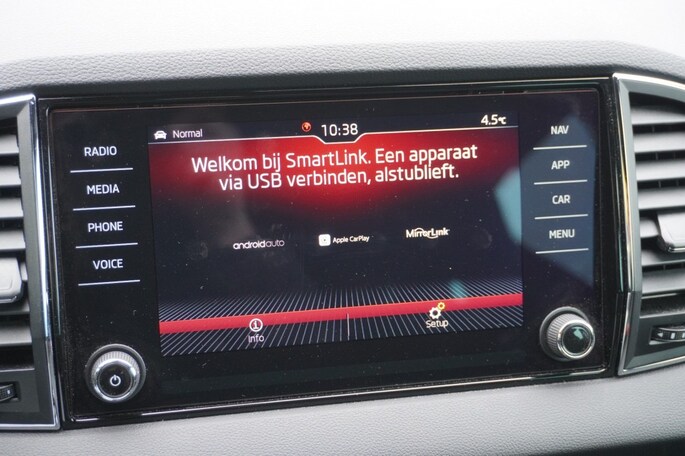 Normal
10:38
4.5℃
RADIO
MEDIA
PHONE
VOICE
Welkom bij SmartLink. Een apparaat
via USB verbinden, alstublieft.
androidauto
Apple CarPlay
MirrorLink
Info
Setup
NAV
APP
CAR
MENU